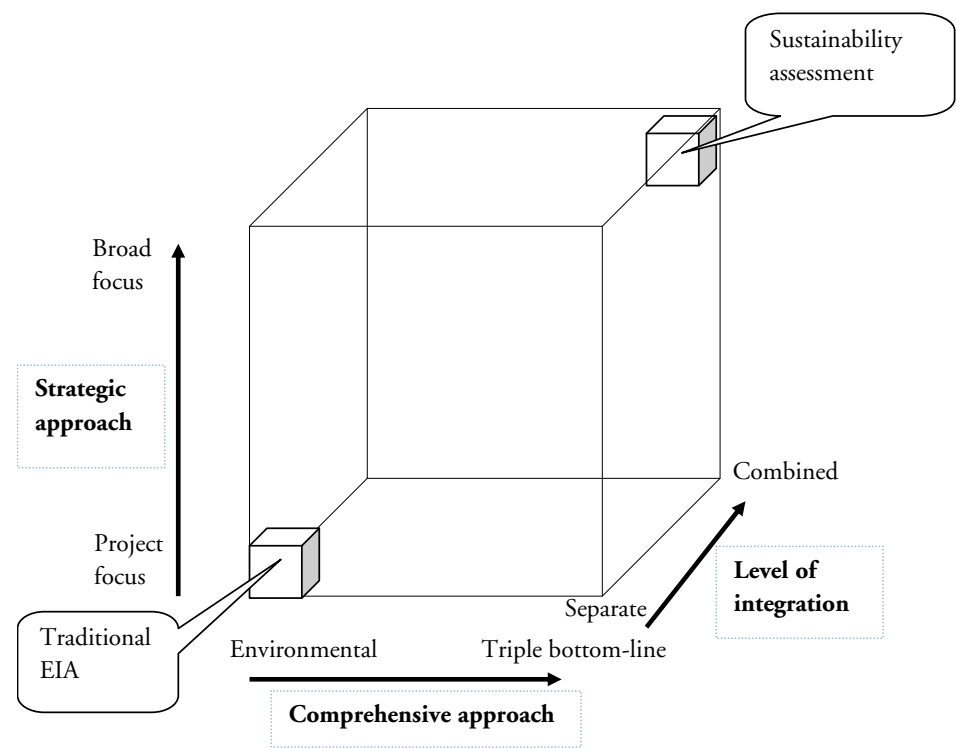 Sustainability
assessment
Broad
focus
Strategic
approach
Project
focus
Traditional
EIA
Combined
Level of
integration
Separate
Environmental
Triple bottom-line
Comprehensive approach